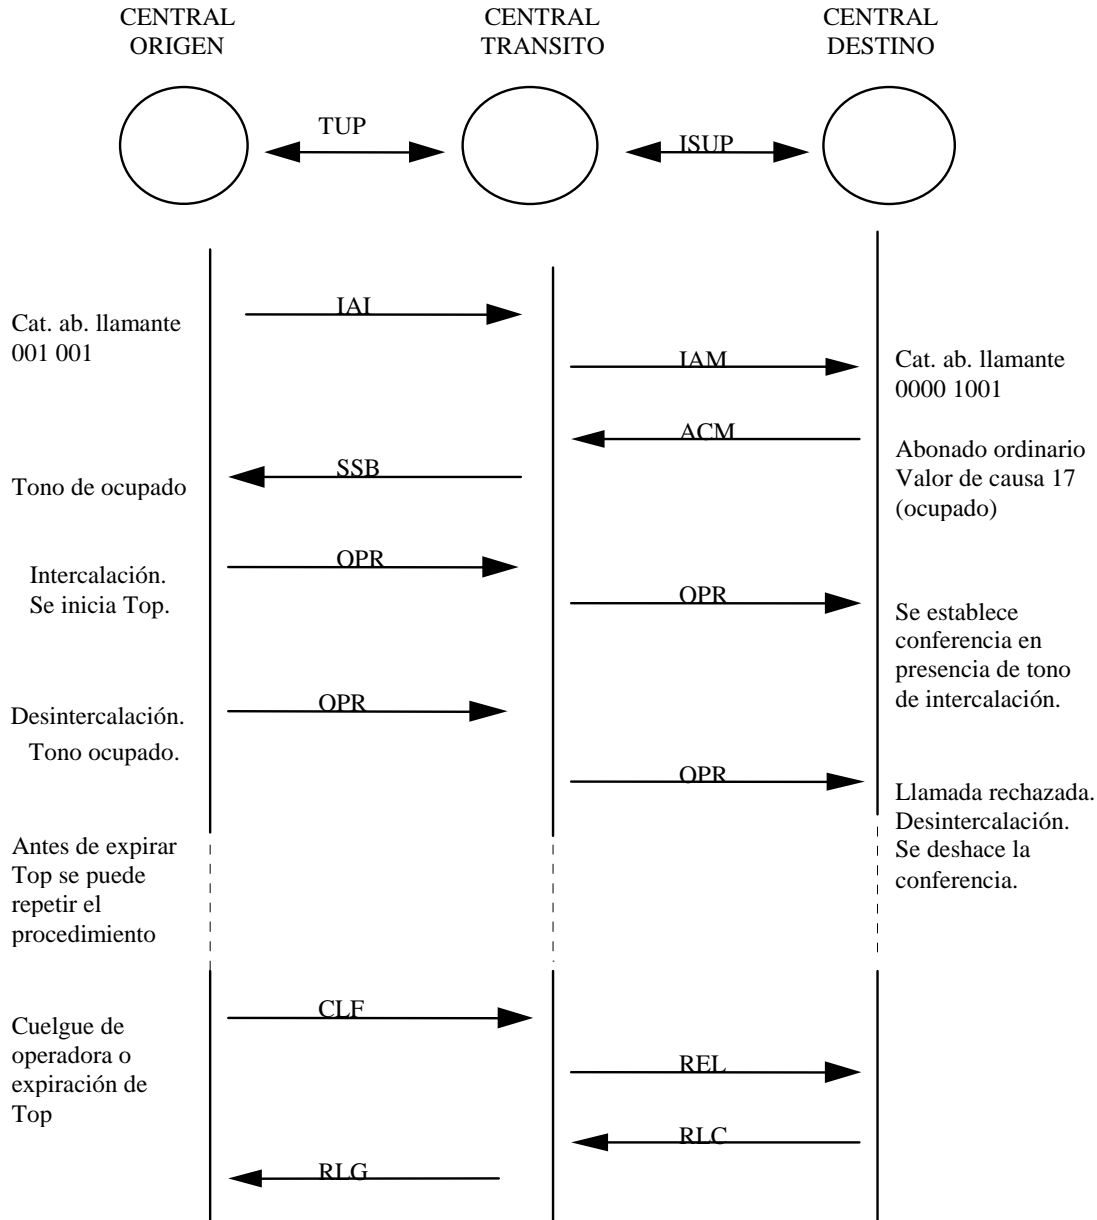 CENTRAL
ORIGEN
CENTRAL
TRANSITO
CENTRAL
DESTINO
TUP
ISUP
IAI
Cat. ab. llamante
001 001
IAM
Cat. ab. llamante
0000 1001
ACM
Abonado ordinario
Valor de causa 17
(ocupado)
SSB
Tono de ocupado
OPR
Intercalación.
Se inicia Top.
OPR
Se establece
conferencia en
presencia de tono
de intercalación.
OPR
Desintercalación.
Tono ocupado.
OPR
Llamada rechazada.
Desintercalación.
Se deshace la
conferencia.
Antes de expirar
Top se puede
repetir el
procedimiento
CLF
Cuelgue de
operadora o
expiración de
Top
REL
RLC
RLG